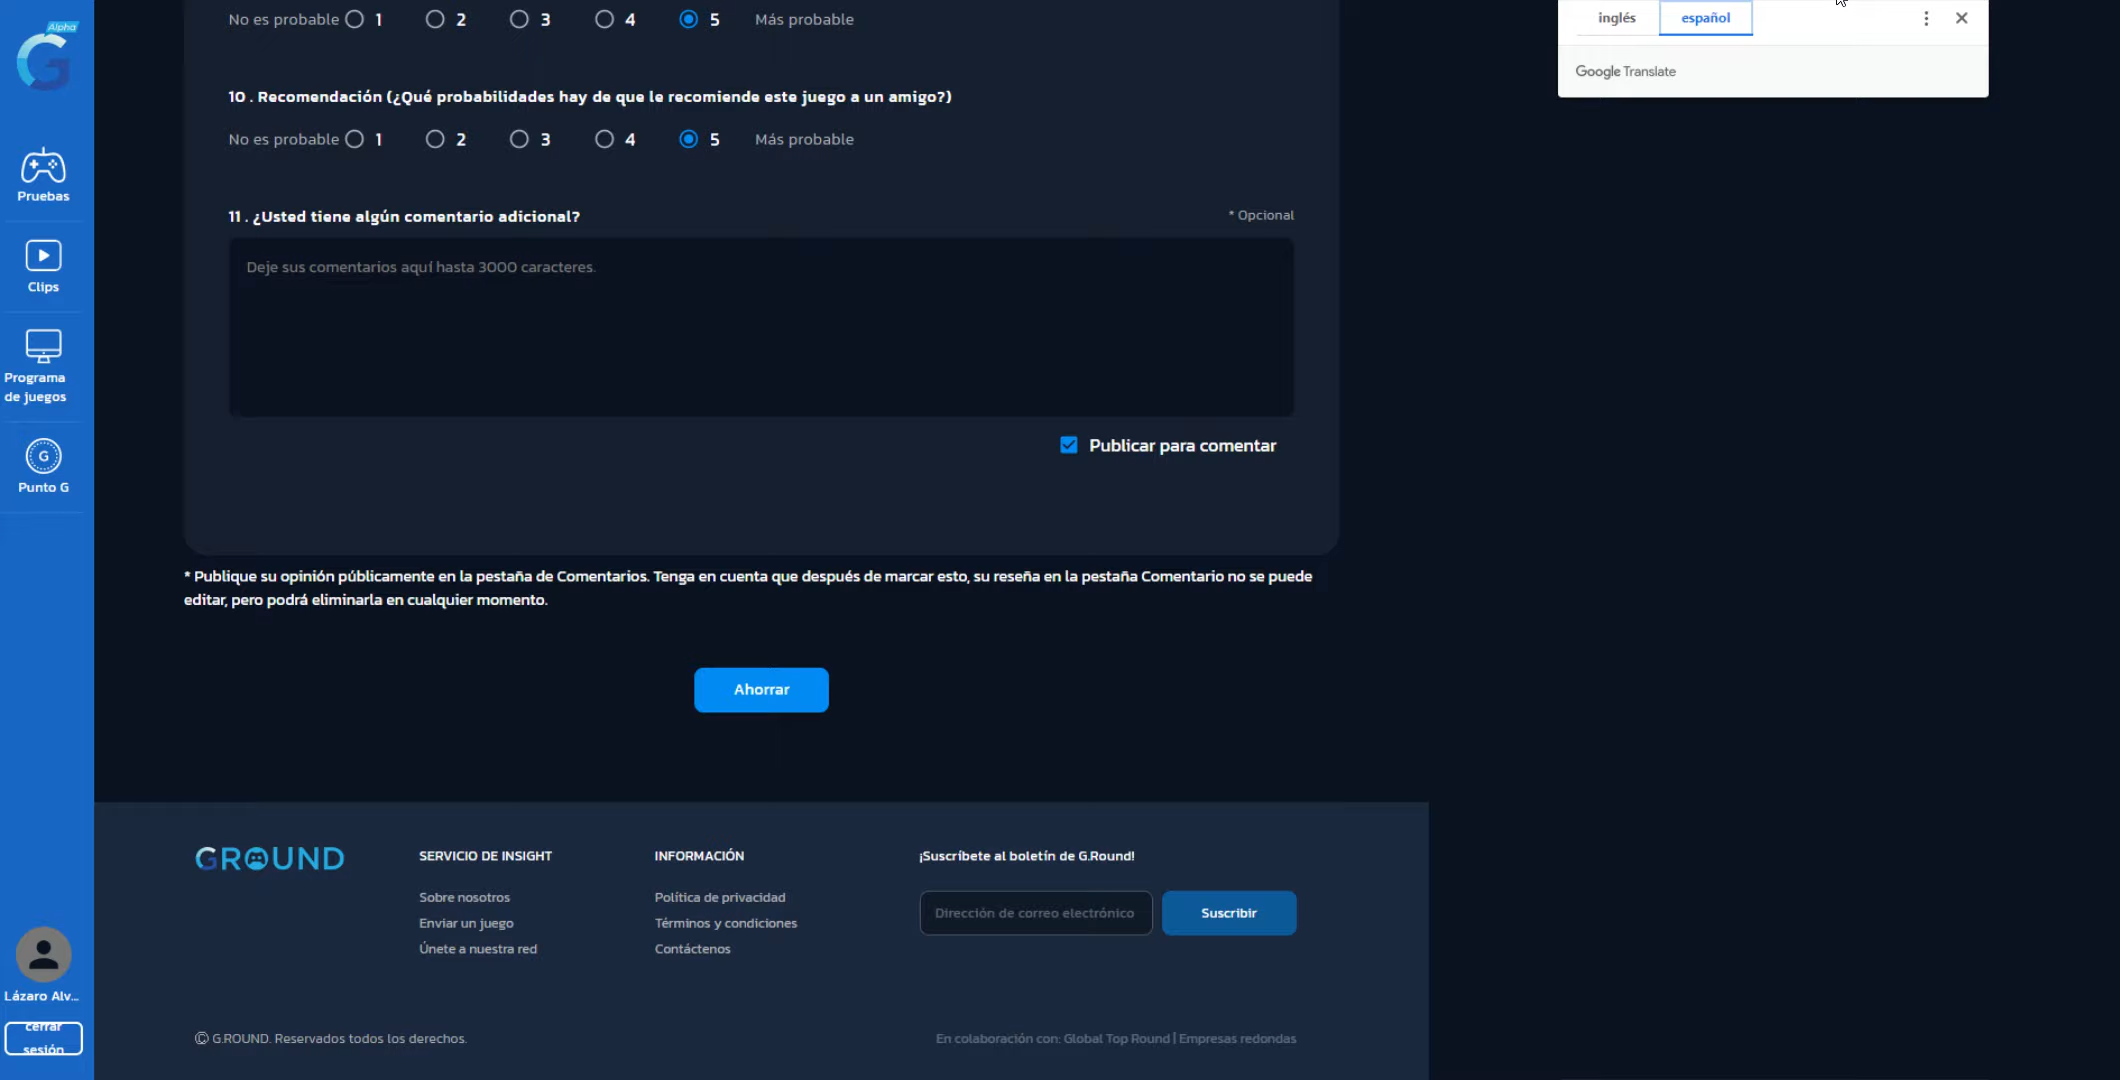 Alpha
G
Pruebas
Clips
Programa
de juegos
G
Punto G
Lázaro Alv...
cerrar
sesión
No es probable 1 2 3 4 5 Más probable
10 . Recomendación (¿Qué probabilidades hay de que le recomiende este juego a un amigo?)
No es probable 1 2 3 4 5 Más probable
11 . ¿Usted tiene algún comentario adicional?
* Opcional
Deje sus comentarios aquí hasta 3000 caracteres.
Publicar para comentar
* Publique su opinión públicamente en la pestaña de Comentarios. Tenga en cuenta que después de marcar esto, su reseña en la pestaña Comentario no se puede
editar, pero podrá eliminarla en cualquier momento.
Ahorrar
inglés español
Google Translate
GROUND
SERVICIO DE INSIGHT
Sobre nosotros
Enviar un juego
Únete a nuestra red
INFORMACIÓN
Política de privacidad
Términos y condiciones
Contáctenos
¡Suscríbete al boletín de G.Round!
Dirección de correo electrónico
Suscribir
© G.ROUND. Reservados todos los derechos.
En colaboración con: Global Top Round | Empresas redondas